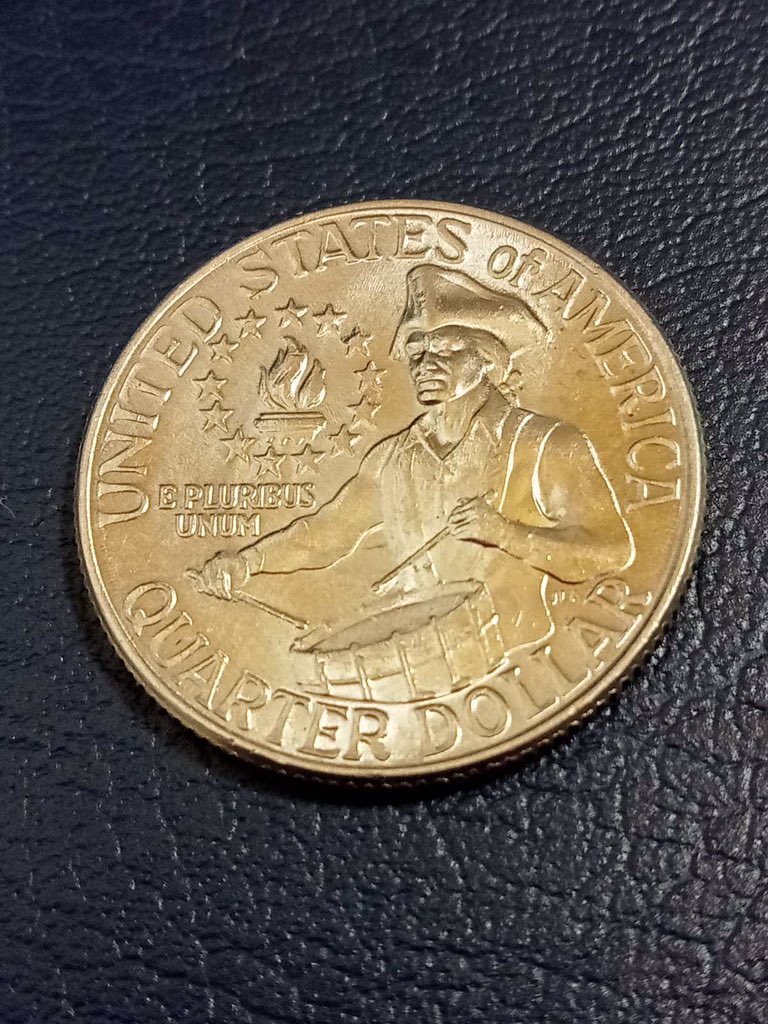 UNITED STATES of AMERICA
E PLURIBUS
UNUM
QUARTER DOLLAR